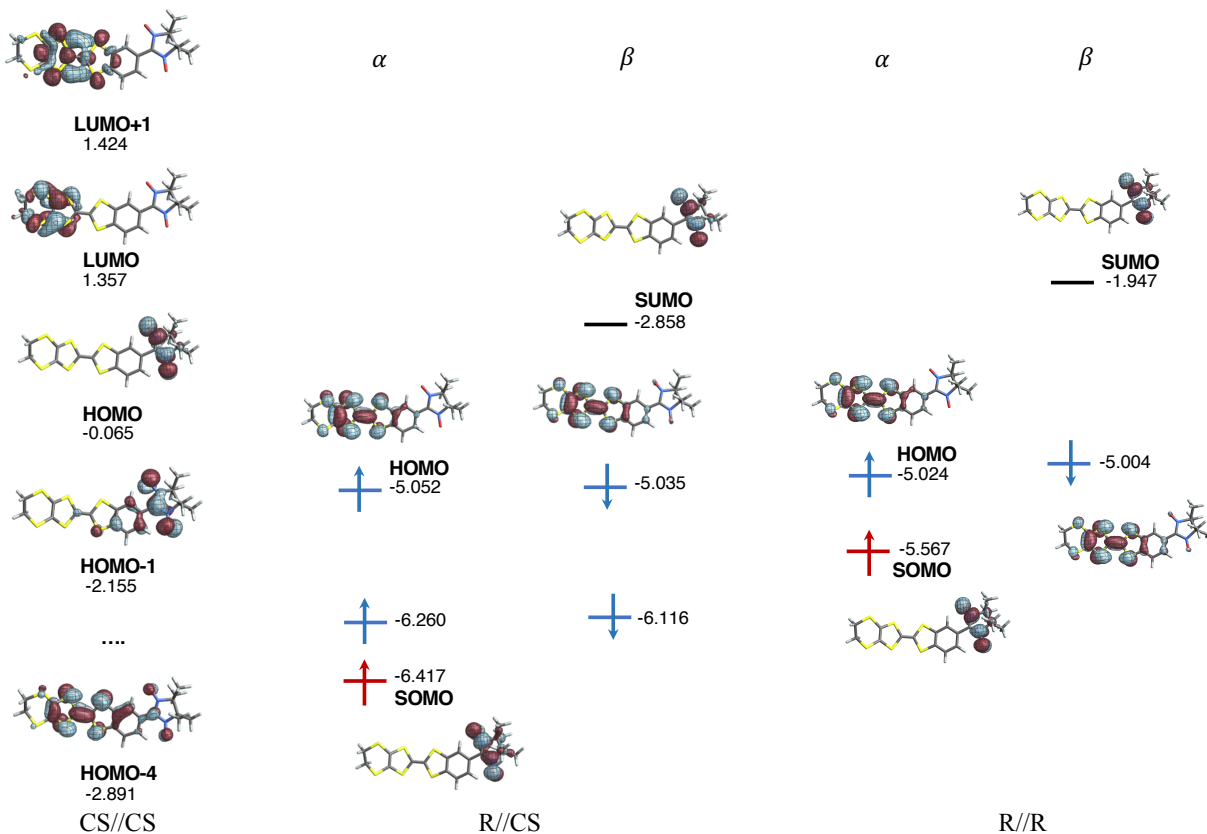 α
β
α
β
LUMO+1
1.424
LUMO
1.357
HOMO
-0.065
HOMO-1
-2.155
....
HOMO-4
-2.891
CS//CS
SUMO
-2.858
HOMO
-5.052
-5.035
-6.260
-6.116
-6.417
SOMO
R//CS
SUMO
-1.947
HOMO
-5.024
-5.004
-5.567
SOMO
R//R